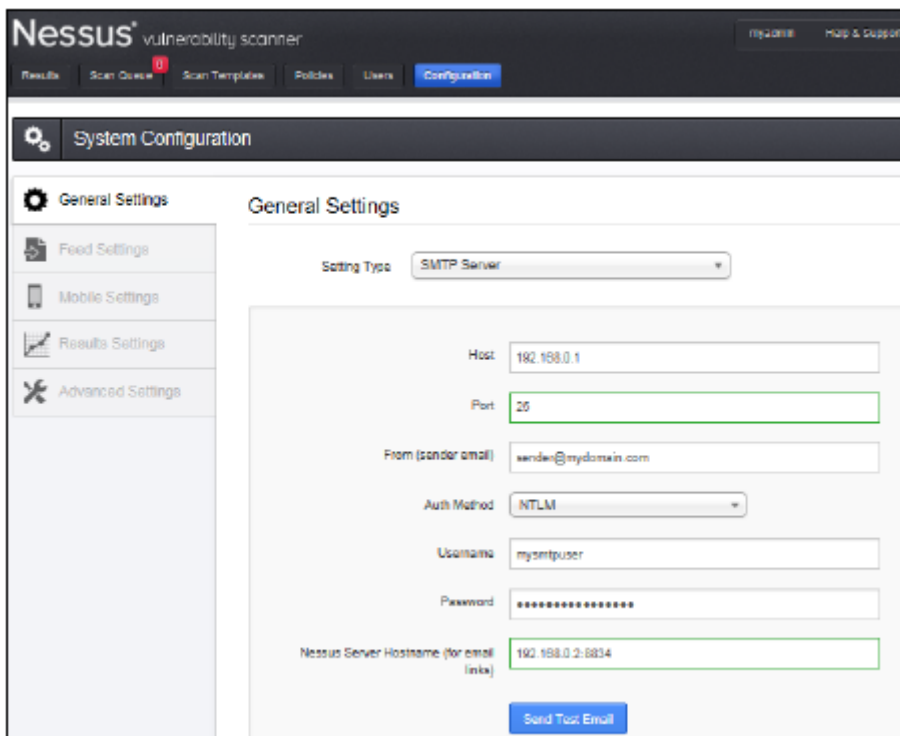 Nessus® vulnerability scanner
myadmin Help & Support
Results Scan Queue 0 Scan Templates Policies Users Configuration
System Configuration
General Settings
Feed Settings
Mobile Settings
Results Settings
Advanced Settings
General Settings
Setting Type SMTP Server
Host 192.168.0.1
Port 25
From (sender email) sender@mydomain.com
Auth Method NTLM
Username mysmtpuser
Password ••••••••••••••••
Nessus Server Hostname (for email links) 192.168.0.2:8834
Send Test Email